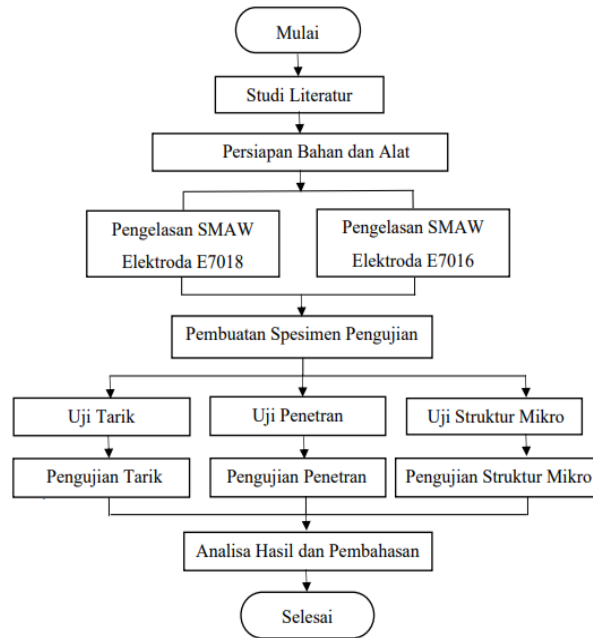 Mulai
Studi Literatur
Persiapan Bahan dan Alat
Pengelasan SMAW
Elektroda E7018
Pengelasan SMAW
Elektroda E7016
Pembuatan Spesimen Pengujian
Uji Tarik
Uji Penetran
Uji Struktur Mikro
Pengujian Tarik
Pengujian Penetran
Pengujian Struktur Mikro
Analisa Hasil dan Pembahasan
Selesai